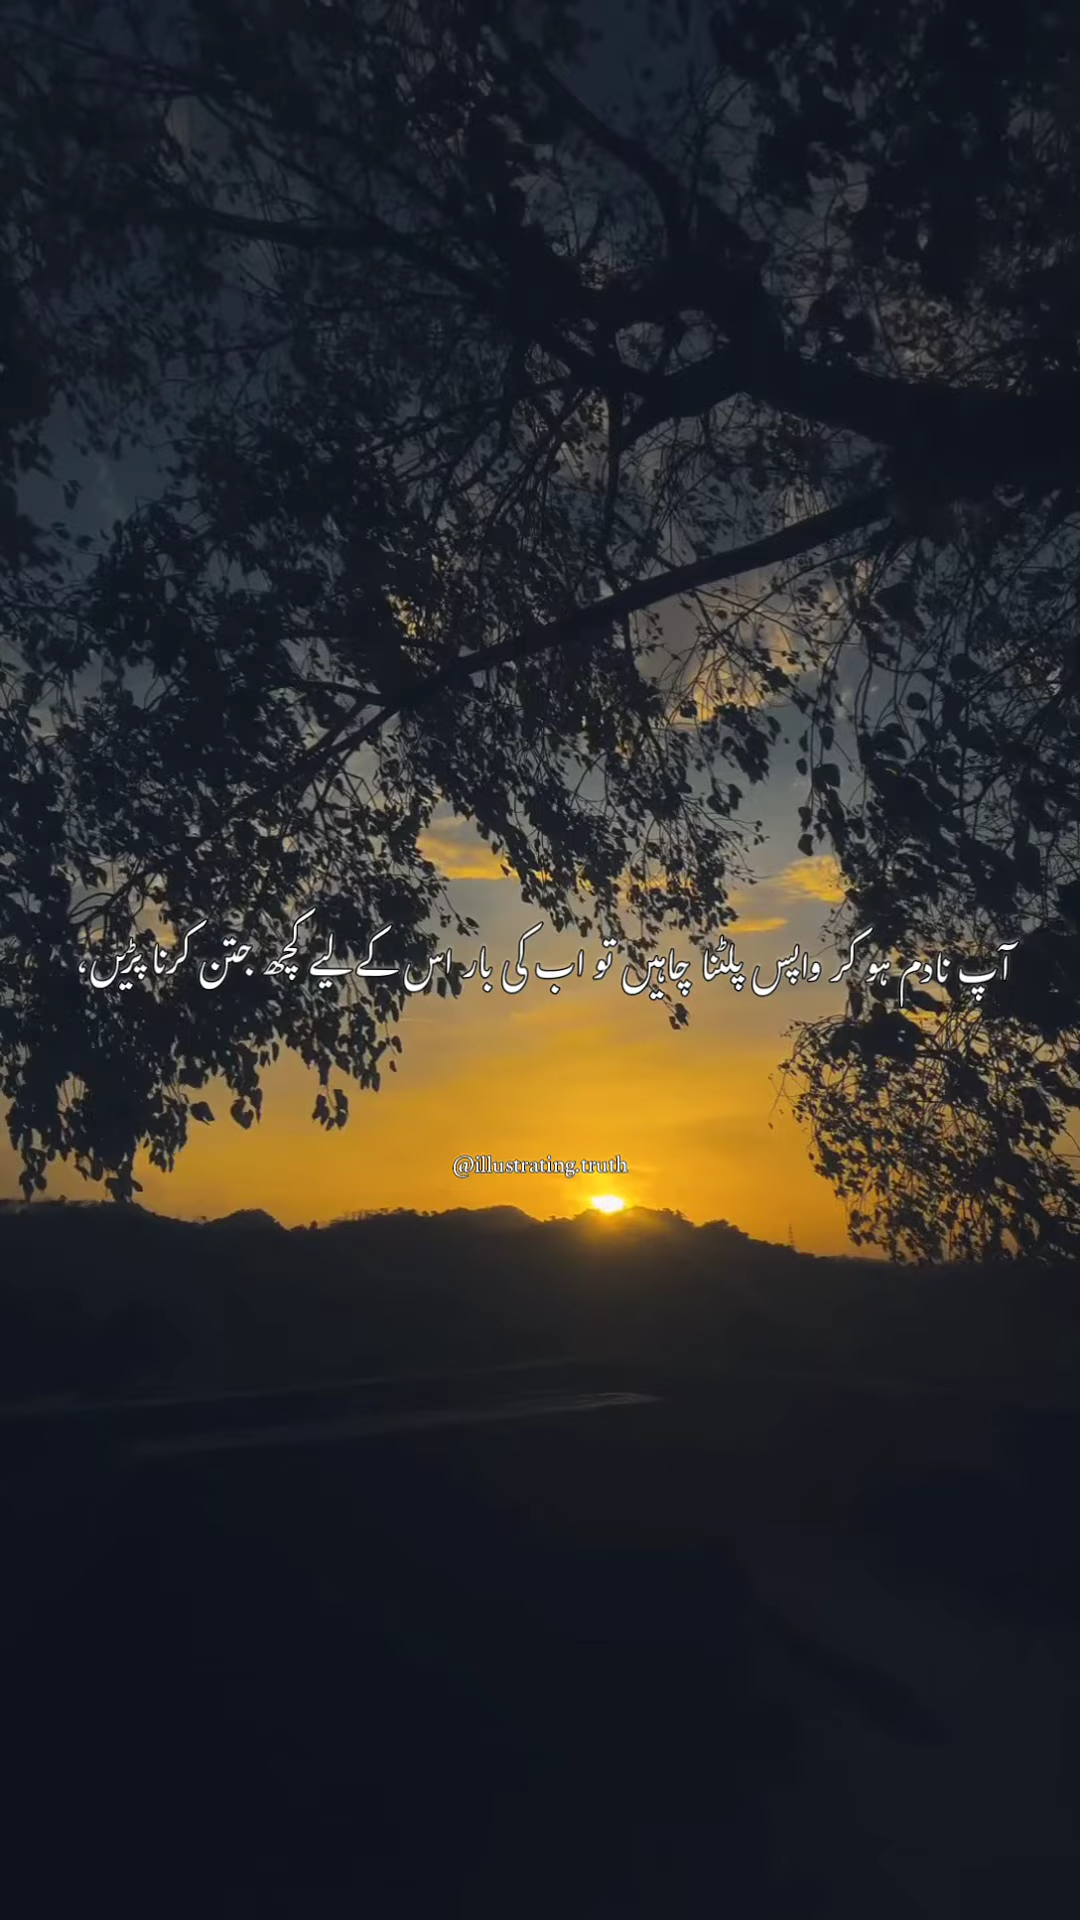 آپ نادم ہو کر واپس پلٹنا چاہیں تو اب کی بار اس کے لیے کچھ جتن کرنا پڑیں،
@illustrating.truth